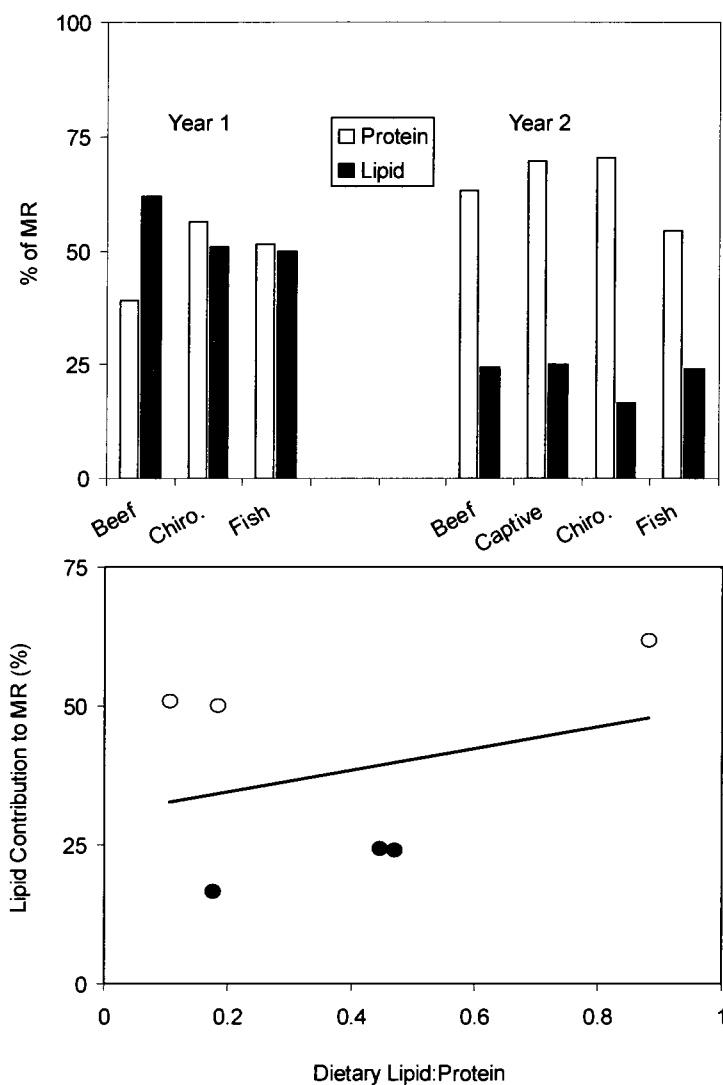 100
75
50
25
0
% of MR
Year 1
Protein
Lipid
Year 2
Beef
Chiro.
Fish
Beef
Captive
Chiro.
Fish
75
50
25
0
Lipid Contribution to MR (%)
0
0.2
0.4
0.6
0.8
1
Dietary Lipid:Protein